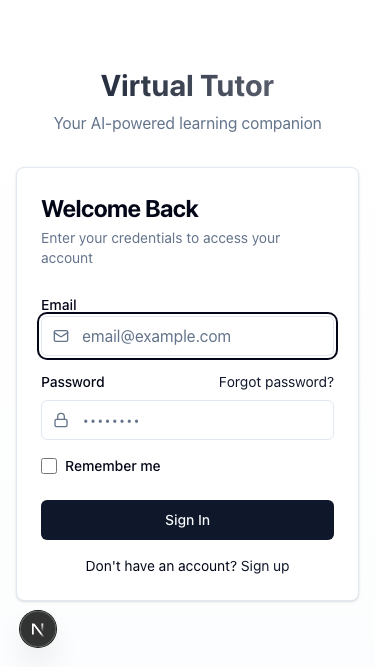 Virtual Tutor
Your AI-powered learning companion
Welcome Back
Enter your credentials to access your
account
Email
email@example.com
Password Forgot password?
••••••••
Remember me
Sign In
Don't have an account? Sign up
N